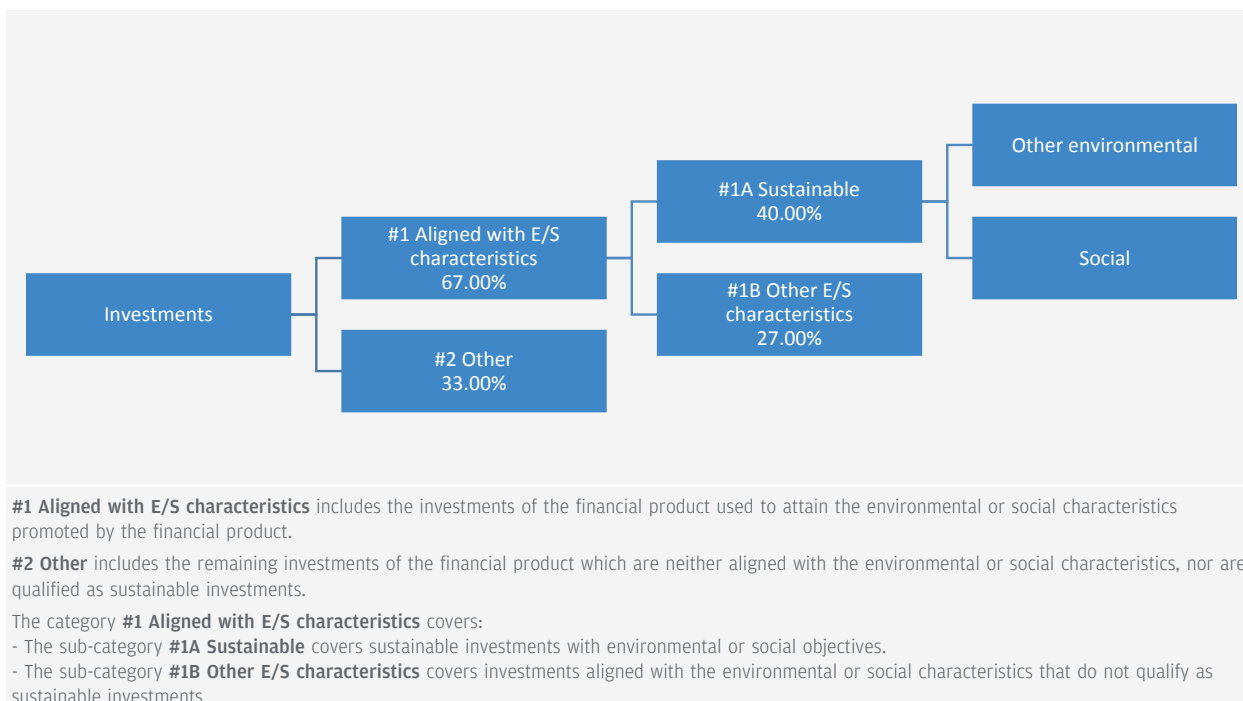 Investments
#1 Aligned with E/S
characteristics
67.00%
#2 Other
33.00%
#1A Sustainable
40.00%
#1B Other E/S
characteristics
27.00%
Other environmental
Social
#1 Aligned with E/S characteristics includes the investments of the financial product used to attain the environmental or social characteristics
promoted by the financial product.
#2 Other includes the remaining investments of the financial product which are neither aligned with the environmental or social characteristics, nor are
qualified as sustainable investments.
The category #1 Aligned with E/S characteristics covers:
- The sub-category #1A Sustainable covers sustainable investments with environmental or social objectives.
- The sub-category #1B Other E/S characteristics covers investments aligned with the environmental or social characteristics that do not qualify as
sustainable investments